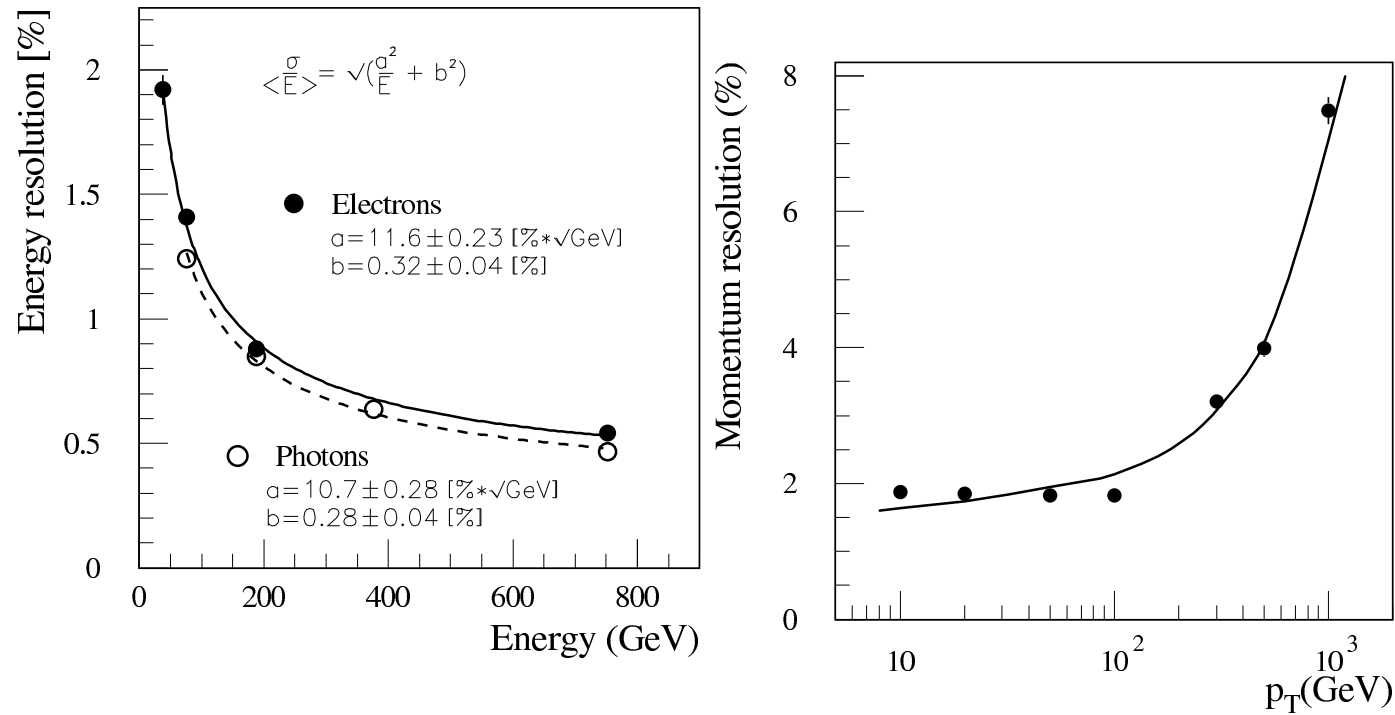 Energy resolution [%]
2
1.5
1
0.5
0
<σ/E> = √(a²/E + b²)
Electrons
a=11.6±0.23 [%*√GeV]
b=0.32±0.04 [%]
Photons
a=10.7±0.28 [%*√GeV]
b=0.28±0.04 [%]
0 200 400 600 800
Energy (GeV)
Momentum resolution (%)
8
6
4
2
0
10 10² 10³
p_T(GeV)